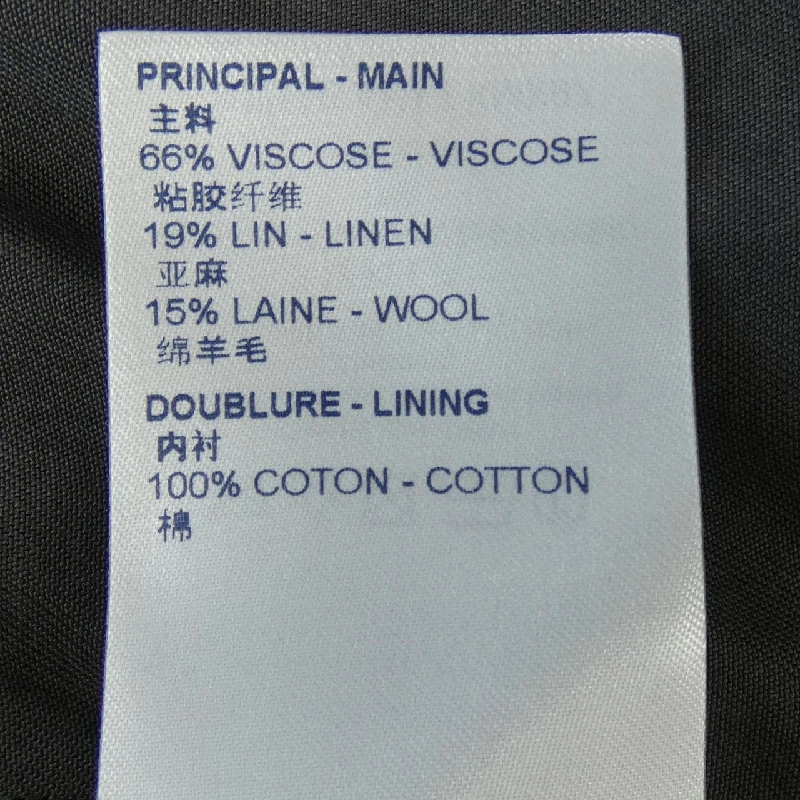 PRINCIPAL - MAIN
主料
66% VISCOSE - VISCOSE
粘胶纤维
19% LIN - LINEN
亚麻
15% LAINE - WOOL
绵羊毛
DOUBLURE - LINING
内衬
100% COTON - COTTON
棉